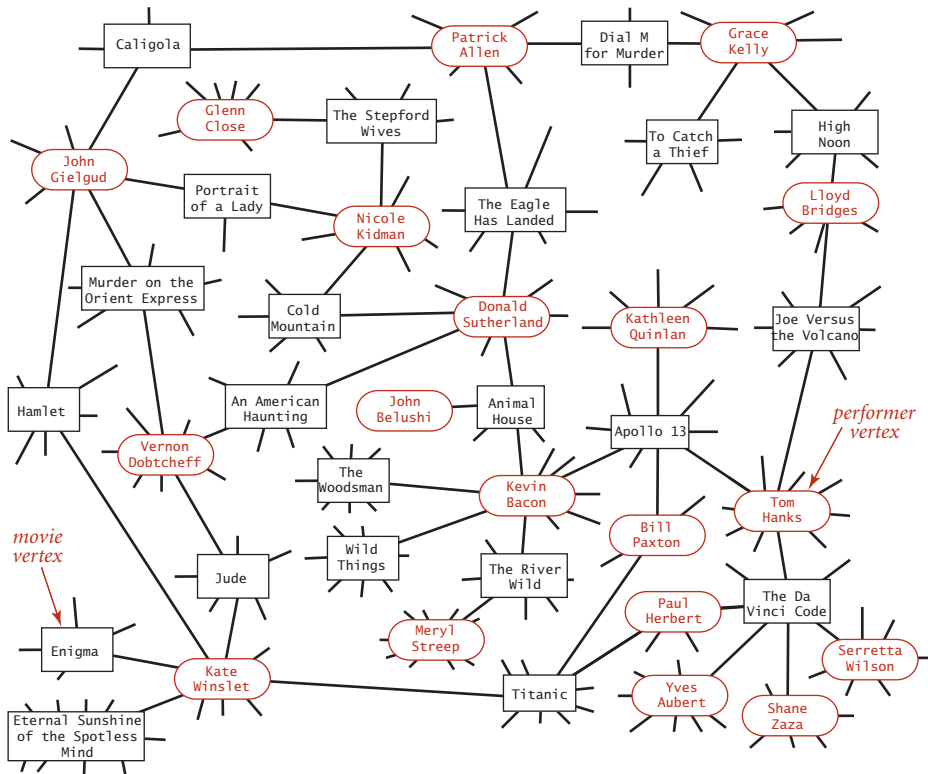 Caligola
Patrick
Allen
Dial M
for Murder
Grace
Kelly
Glenn
Close
The Stepford
Wives
To Catch
a Thief
High
Noon
John
Gielgud
Portrait
of a Lady
Nicole
Kidman
The Eagle
Has Landed
Lloyd
Bridges
Murder on the
Orient Express
Cold
Mountain
Donald
Sutherland
Kathleen
Quinlan
Joe Versus
the Volcano
Hamlet
An American
Haunting
John
Belushi
Animal
House
Apollo 13
performer
vertex
Vernon
Dobtcheff
The
Woodsman
Kevin
Bacon
Tom
Hanks
movie
vertex
Jude
Wild
Things
The River
Wild
Bill
Paxton
Enigma
Meryl
Streep
Paul
Herbert
The Da
Vinci Code
Kate
Winslet
Titanic
Yves
Aubert
Shane
Zaza
Serretta
Wilson
Eternal Sunshine
of the Spotless
Mind